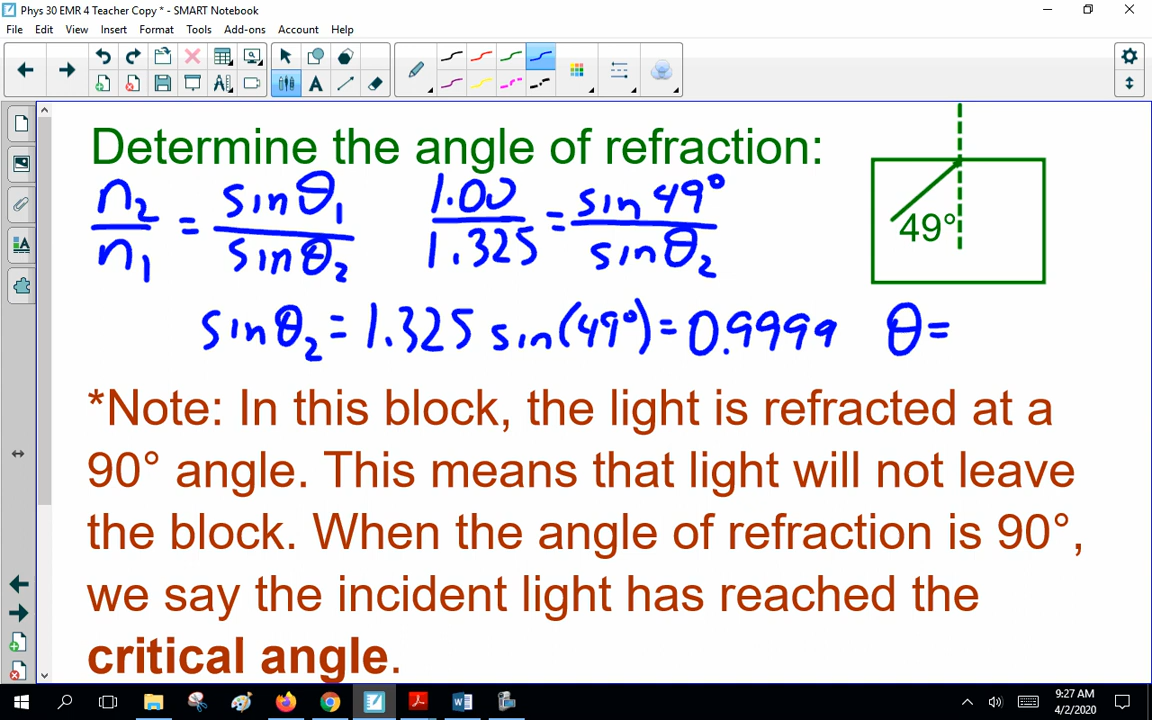 Phys 30 EMR 4 Teacher Copy * - SMART Notebook
File Edit View Insert Format Tools Add-ons Account Help
Determine the angle of refraction:
n₂/n₁ = sinθ₁/sinθ₂ 1.00/1.325 = sin 49°/sinθ₂
49°
sinθ₂ = 1.325 sin(49°) = 0.9999 θ=
*Note: In this block, the light is refracted at a
90° angle. This means that light will not leave
the block. When the angle of refraction is 90°,
we say the incident light has reached the
critical angle.
9:27 AM
4/2/2020